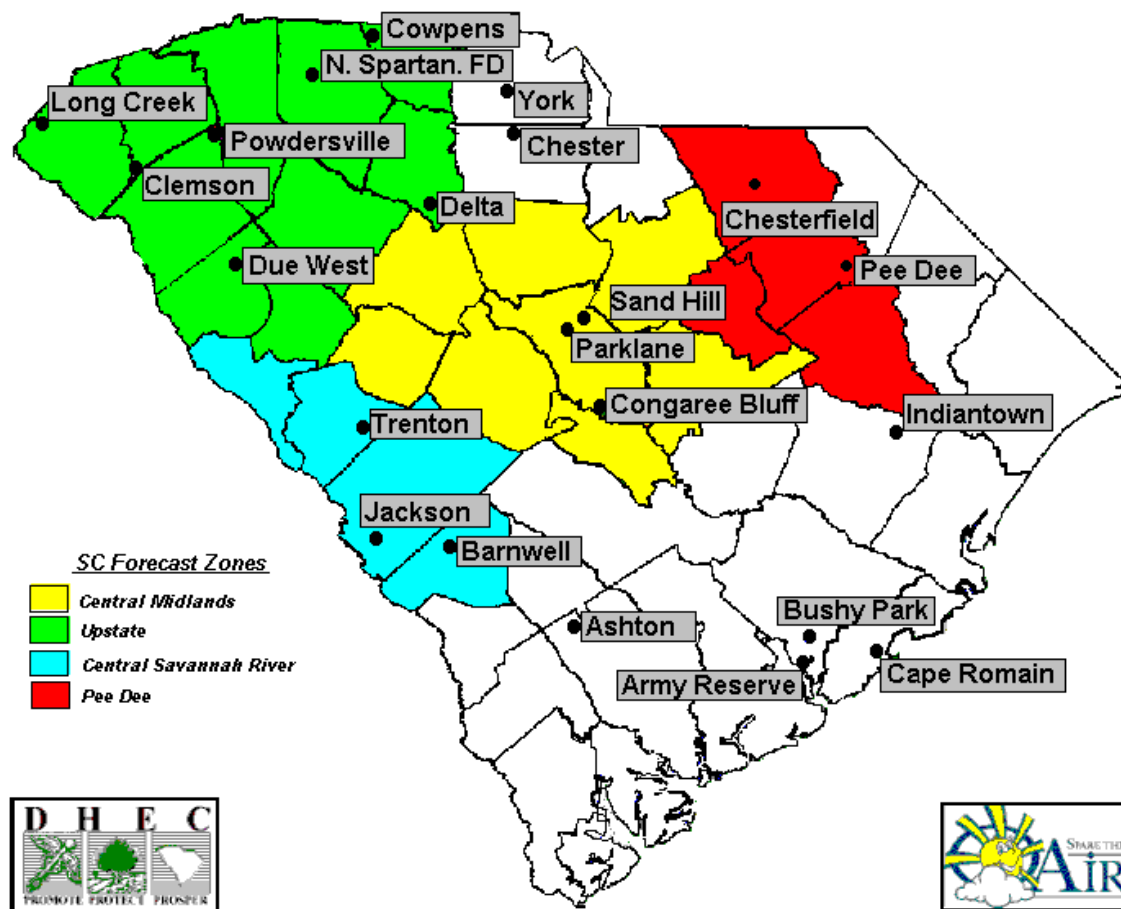 Cowpens
N. Spartan. FD
Long Creek
York
Powdersville
Chester
Clemson
Delta
Chesterfield
Due West
Pee Dee
Sand Hill
Parklane
Congaree Bluff
Indiantown
Trenton
Jackson
Barnwell
SC Forecast Zones
Central Midlands
Upstate
Central Savannah River
Pee Dee
Bushy Park
Ashton
Army Reserve
Cape Romain
D H E C
PROMOTE PROTECT PROSPER
SPARE TH
AIR